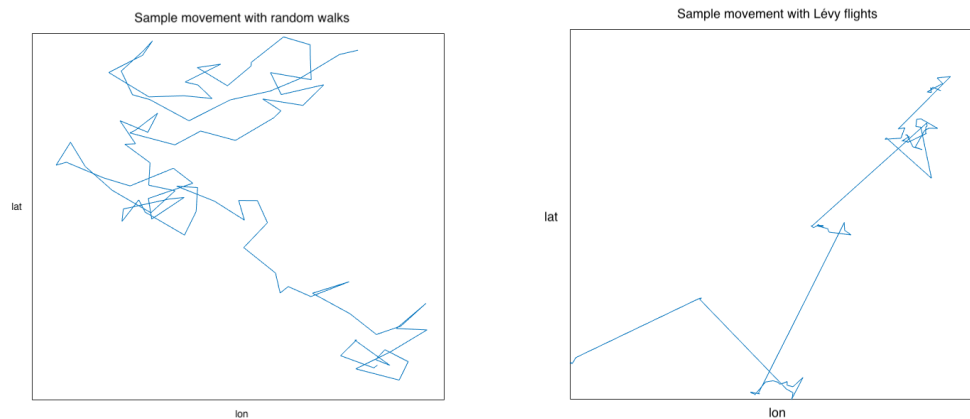 Sample movement with random walks
lat
lon
Sample movement with Lévy flights
lat
lon